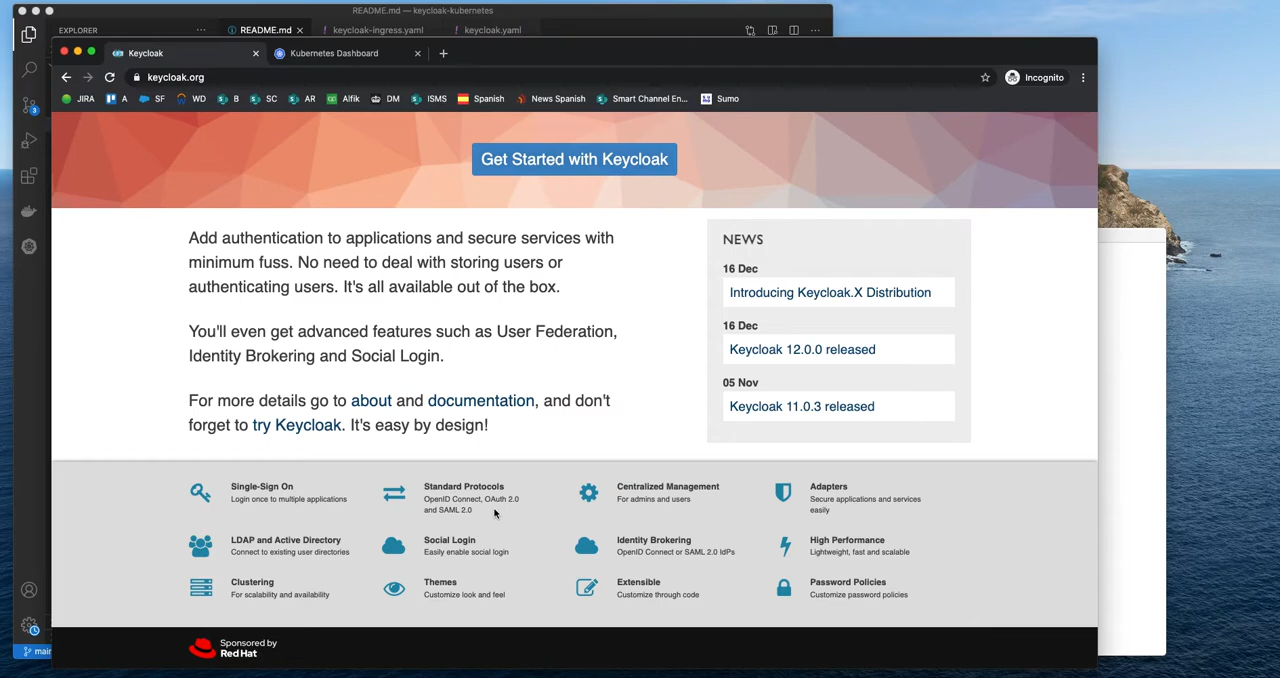 README.md — keycloak-kubernetes
EXPLORER
README.md
keycloak-ingress.yaml
keycloak.yaml
Keycloak
Kubernetes Dashboard
keycloak.org
Incognito
JIRA
A
SF
WD
B
SC
AR
Alfik
DM
ISMS
Spanish
News Spanish
Smart Channel En...
Sumo
Get Started with Keycloak
Add authentication to applications and secure services with
minimum fuss. No need to deal with storing users or
authenticating users. It's all available out of the box.
You'll even get advanced features such as User Federation,
Identity Brokering and Social Login.
For more details go to about and documentation, and don't
forget to try Keycloak. It's easy by design!
NEWS
16 Dec
Introducing Keycloak.X Distribution
16 Dec
Keycloak 12.0.0 released
05 Nov
Keycloak 11.0.3 released
Single-Sign On
Login once to multiple applications
Standard Protocols
OpenID Connect, OAuth 2.0
and SAML 2.0
Centralized Management
For admins and users
Adapters
Secure applications and services
easily
LDAP and Active Directory
Connect to existing user directories
Social Login
Easily enable social login
Identity Brokering
OpenID Connect or SAML 2.0 IdPs
High Performance
Lightweight, fast and scalable
Clustering
For scalability and availability
Themes
Customize look and feel
Extensible
Customize through code
Password Policies
Customize password policies
Sponsored by
Red Hat
3
main